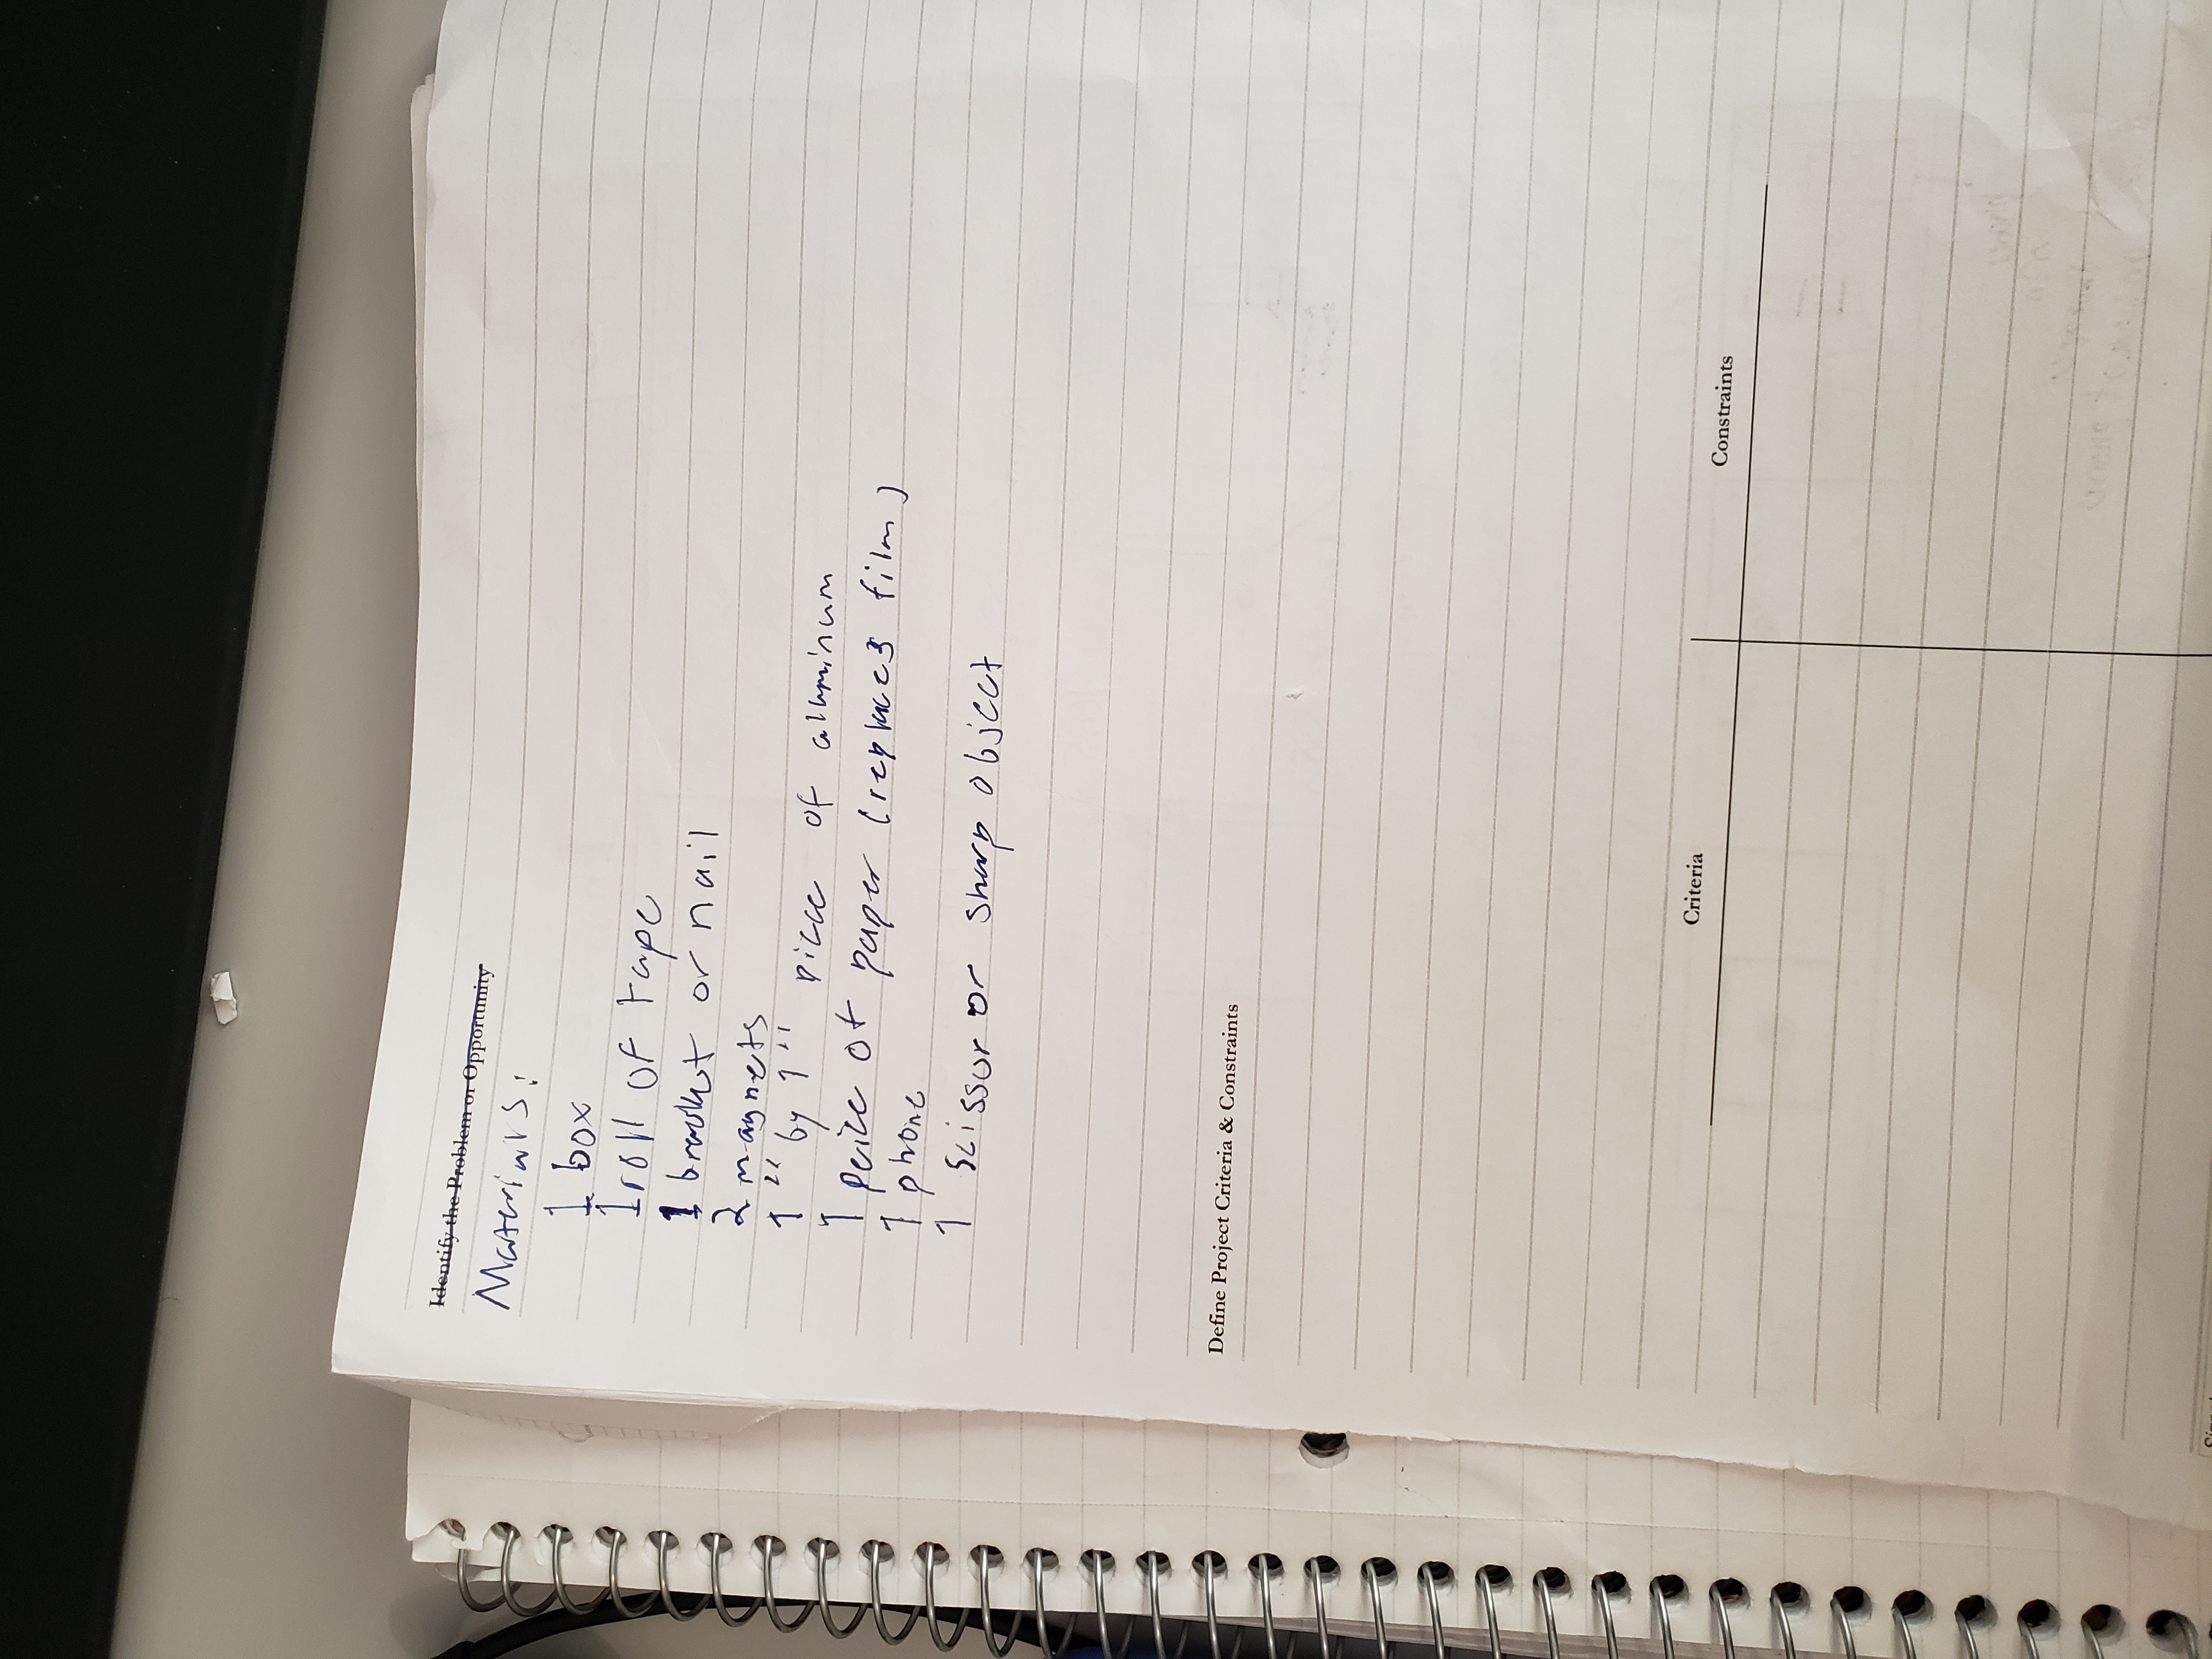 Identify the Problem or Opportunity
Materials:
1 box
1 roll of tape
1 bracket or nail
2 magnets
1" by 1" piece of aluminum
1 peice of paper (replaces film)
1 phone
1 scissor or sharp object
Define Project Criteria & Constraints
Criteria
Constraints